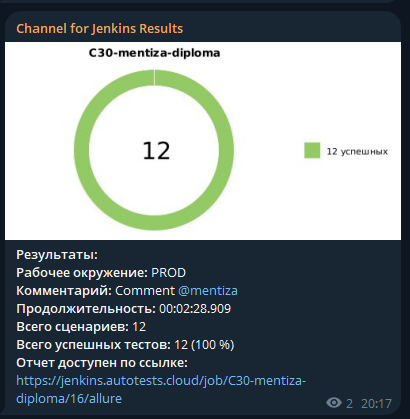 Channel for Jenkins Results
C30-mentiza-diploma
12
12 успешных
Результаты:
Рабочее окружение: PROD
Комментарий: Comment @mentiza
Продолжительность: 00:02:28.909
Всего сценариев: 12
Всего успешных тестов: 12 (100 %)
Отчет доступен по ссылке:
https://jenkins.autotests.cloud/job/C30-mentiza-
diploma/16/allure
2 20:17